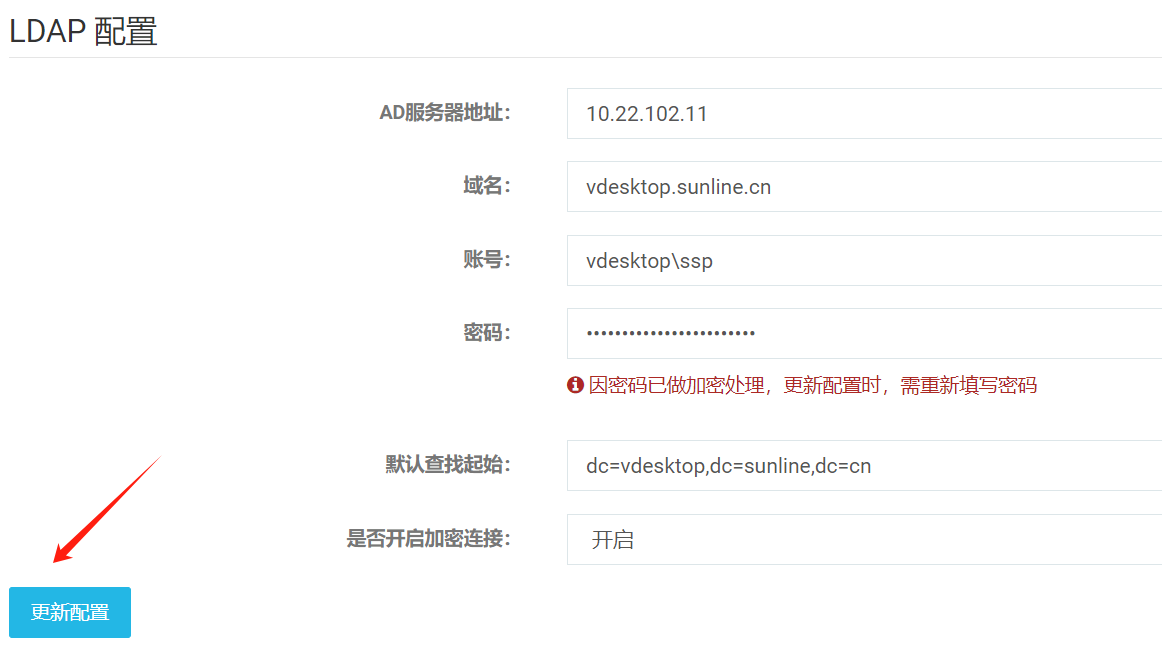 LDAP 配置
AD服务器地址：
10.22.102.11
域名：
vdesktop.sunline.cn
账号：
vdesktop\ssp
密码：
••••••••••••••••••••••••
因密码已做加密处理，更新配置时，需重新填写密码
默认查找起始：
dc=vdesktop,dc=sunline,dc=cn
是否开启加密连接：
开启
更新配置